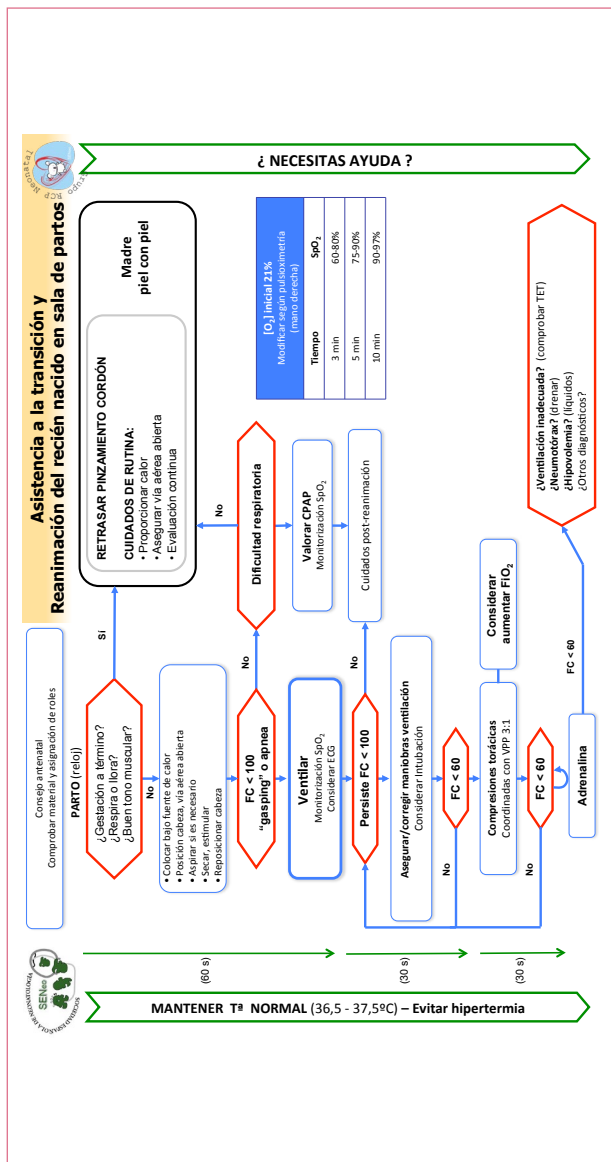 Asistencia a la transición y
Reanimación del recién nacido en sala de partos
Grupo RCP Neonatal
SOCIEDAD ESPAÑOLA DE NEONATOLOGÍA
SENeo
Consejo antenatal
Comprobar material y asignación de roles
PARTO (reloj)
¿Gestación a término?
¿Respira o llora?
¿Buen tono muscular?
Sí
RETRASAR PINZAMIENTO CORDÓN
CUIDADOS DE RUTINA:
• Proporcionar calor
• Asegurar vía aérea abierta
• Evaluación continua
Madre
piel con piel
No
• Colocar bajo fuente de calor
• Posición cabeza, vía aérea abierta
• Aspirar si es necesario
• Secar, estimular
• Reposicionar cabeza
(60 s)
FC < 100
“gasping” o apnea
No
Dificultad respiratoria
No
Ventilar
Monitorización SpO₂
Considerar ECG
Valorar CPAP
Monitorización SpO₂
[O₂] inicial 21%
Modificar según pulsioximetría
(mano derecha)
Tiempo SpO₂
3 min 60-80%
5 min 75-90%
10 min 90-97%
Persiste FC < 100
No
Cuidados post-reanimación
(30 s)
Asegurar/corregir maniobras ventilación
Considerar Intubación
FC < 60
No
(30 s)
Compresiones torácicas
Coordinadas con VPP 3:1
Considerar
aumentar FiO₂
FC < 60
No
Adrenalina
FC < 60
¿Ventilación inadecuada? (comprobar TET)
¿Neumotórax? (drenar)
¿Hipovolemia? (líquidos)
¿Otros diagnósticos?
MANTENER Tª NORMAL (36,5 - 37,5ºC) – Evitar hipertermia
¿ NECESITAS AYUDA ?